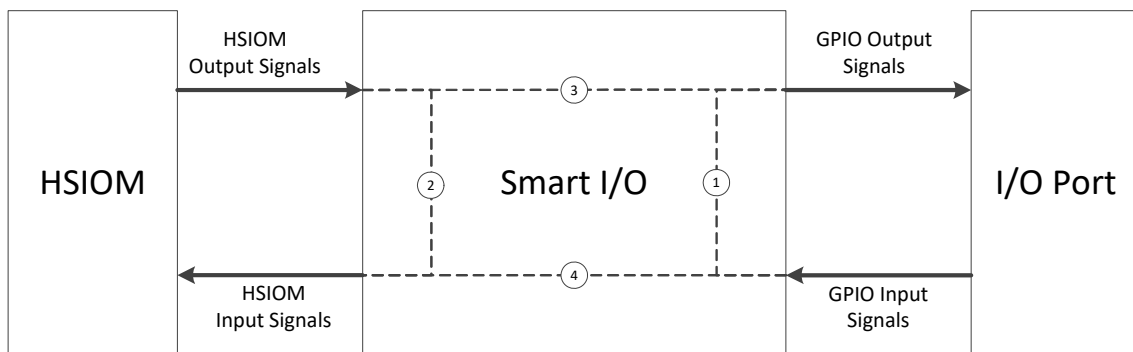 HSIOM
Output Signals
GPIO Output
Signals
3
HSIOM
2
Smart I/O
1
I/O Port
4
HSIOM
Input Signals
GPIO Input
Signals